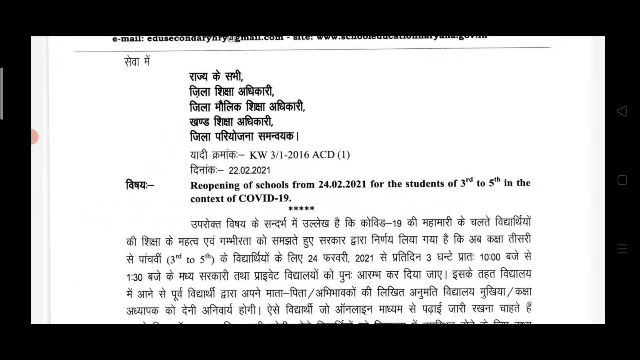 e-mail: edusecondaryhry@gmail.com site: www.schooleducationharyana.gov.in
सेवा में
राज्य के सभी,
ज़िला शिक्षा अधिकारी,
जिला मौलिक शिक्षा अधिकारी,
खण्ड शिक्षा अधिकारी,
जिला परियोजना समन्वयक।
यादी क्रमांकः- KW 3/1-2016 ACD (1)
दिनांकः- 22.02.2021
विषयः- Reopening of schools from 24.02.2021 for the students of 3rd to 5th in the
context of COVID-19.
*****
उपरोक्त विषय के सन्दर्भ में उल्लेख है कि कोविड-19 की महामारी के चलते विद्यार्थियों
की शिक्षा के महत्व एवं गम्भीरता को समझते हुए सरकार द्वारा निर्णय लिया गया है कि अब कक्षा तीसरी
से पांचवीं (3rd to 5th) के विद्यार्थियों के लिए 24 फरवरी, 2021 से प्रतिदिन 3 घन्टे प्रातः 10:00 बजे से
1:30 बजे के मध्य सरकारी तथा प्राइवेट विद्यालयों को पुनः आरम्भ कर दिया जाए। इसके तहत विद्यालय
में आने से पूर्व विद्यार्थी द्वारा अपने माता-पिता/अभिभावकों की लिखित अनुमति विद्यालय मुखिया/कक्षा
अध्यापक को देनी अनिवार्य होगी। ऐसे विद्यार्थी जो ऑनलाइन माध्यम से पढ़ाई जारी रखना चाहते हैं